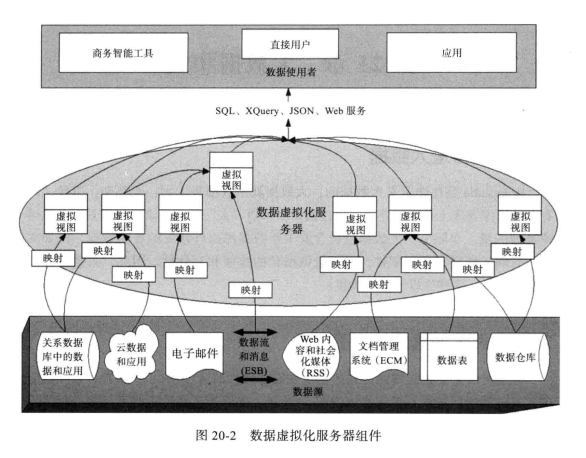 商务智能工具
直接用户
应用
数据使用者
SQL、XQuery、JSON、Web 服务
虚拟
视图
虚拟
视图
虚拟
视图
虚拟
视图
数据虚拟化服
务器
虚拟
视图
虚拟
视图
虚拟
视图
映射
映射
映射
映射
映射
映射
映射
映射
映射
关系数据
库中的数
据和应用
云数据
和应用
电子邮件
数据流
和消息
(ESB)
Web 内
容和社会
化媒体
（RSS）
文档管理
系统（ECM）
数据表
数据仓库
数据源
图 20-2 数据虚拟化服务器组件